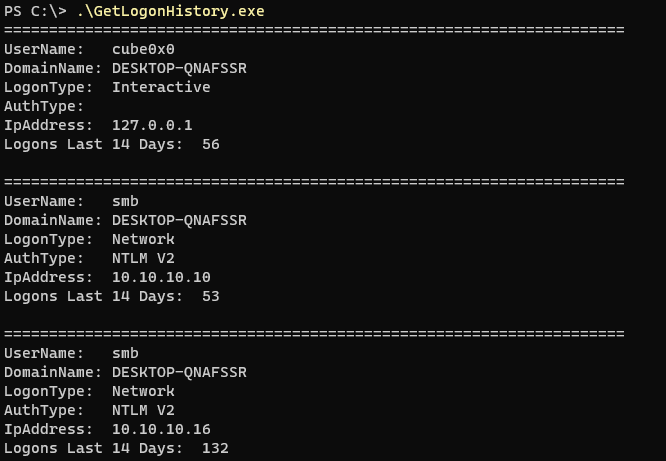 PS C:\> .\GetLogonHistory.exe
=====================================================================
UserName:   cube0x0
DomainName: DESKTOP-QNAFSSR
LogonType:  Interactive
AuthType:
IpAddress:  127.0.0.1
Logons Last 14 Days:  56

=====================================================================
UserName:   smb
DomainName: DESKTOP-QNAFSSR
LogonType:  Network
AuthType:   NTLM V2
IpAddress:  10.10.10.10
Logons Last 14 Days:  53

=====================================================================
UserName:   smb
DomainName: DESKTOP-QNAFSSR
LogonType:  Network
AuthType:   NTLM V2
IpAddress:  10.10.10.16
Logons Last 14 Days:  132